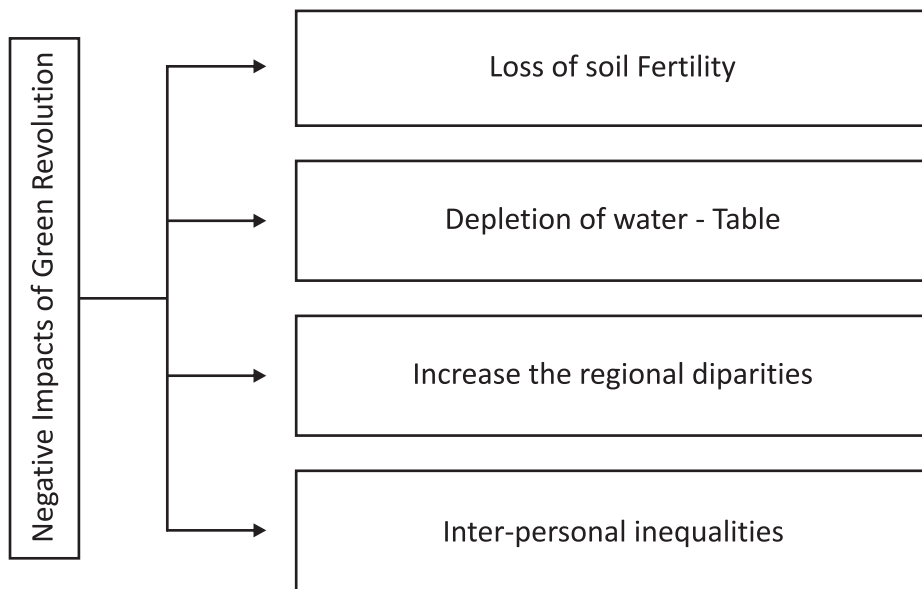 Negative Impacts of Green Revolution
Loss of soil Fertility
Depletion of water - Table
Increase the regional diparities
Inter-personal inequalities